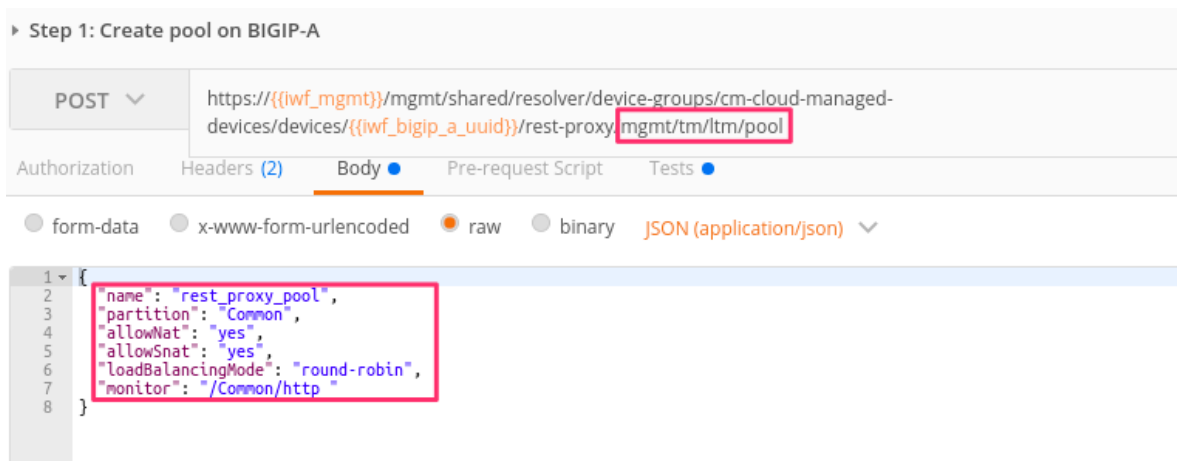 Step 1: Create pool on BIGIP-A
POST
https://{{iwf_mgmt}}/mgmt/shared/resolver/device-groups/cm-cloud-managed-
devices/devices/{{iwf_bigip_a_uuid}}/rest-proxy/mgmt/tm/ltm/pool
Authorization Headers (2) Body Pre-request Script Tests
form-data x-www-form-urlencoded raw binary JSON (application/json)
1 {
2 "name": "rest_proxy_pool",
3 "partition": "Common",
4 "allowNat": "yes",
5 "allowSnat": "yes",
6 "loadBalancingMode": "round-robin",
7 "monitor": "/Common/http "
8 }